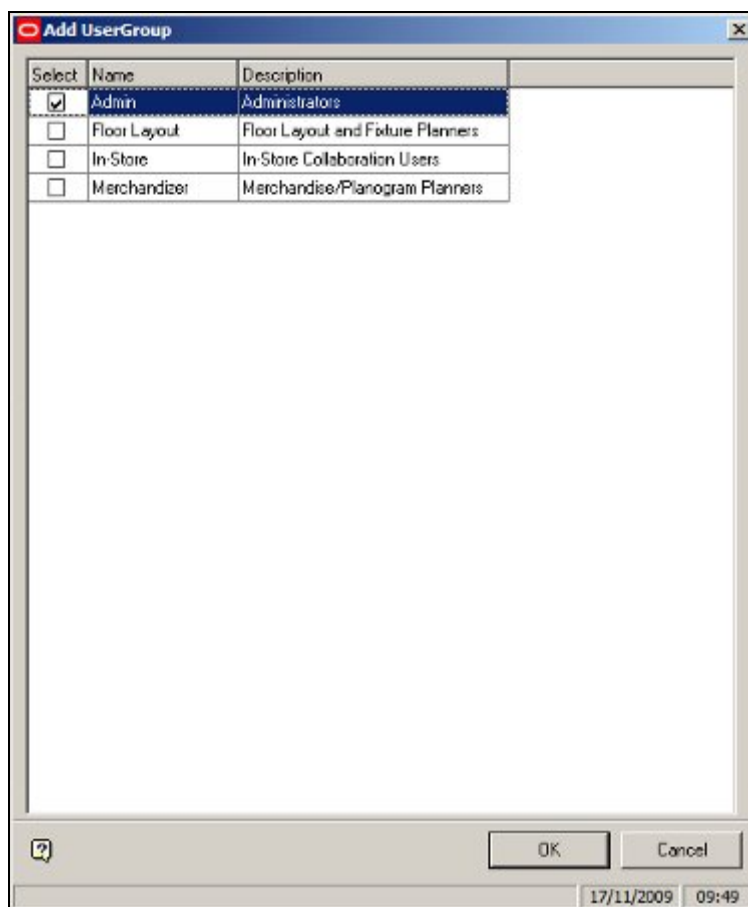 Add UserGroup
Select Name Description
Admin Administrators
Floor Layout Floor Layout and Fixture Planners
In-Store In-Store Collaboration Users
Merchandizer Merchandise/Planogram Planners
OK Cancel
17/11/2009 09:49